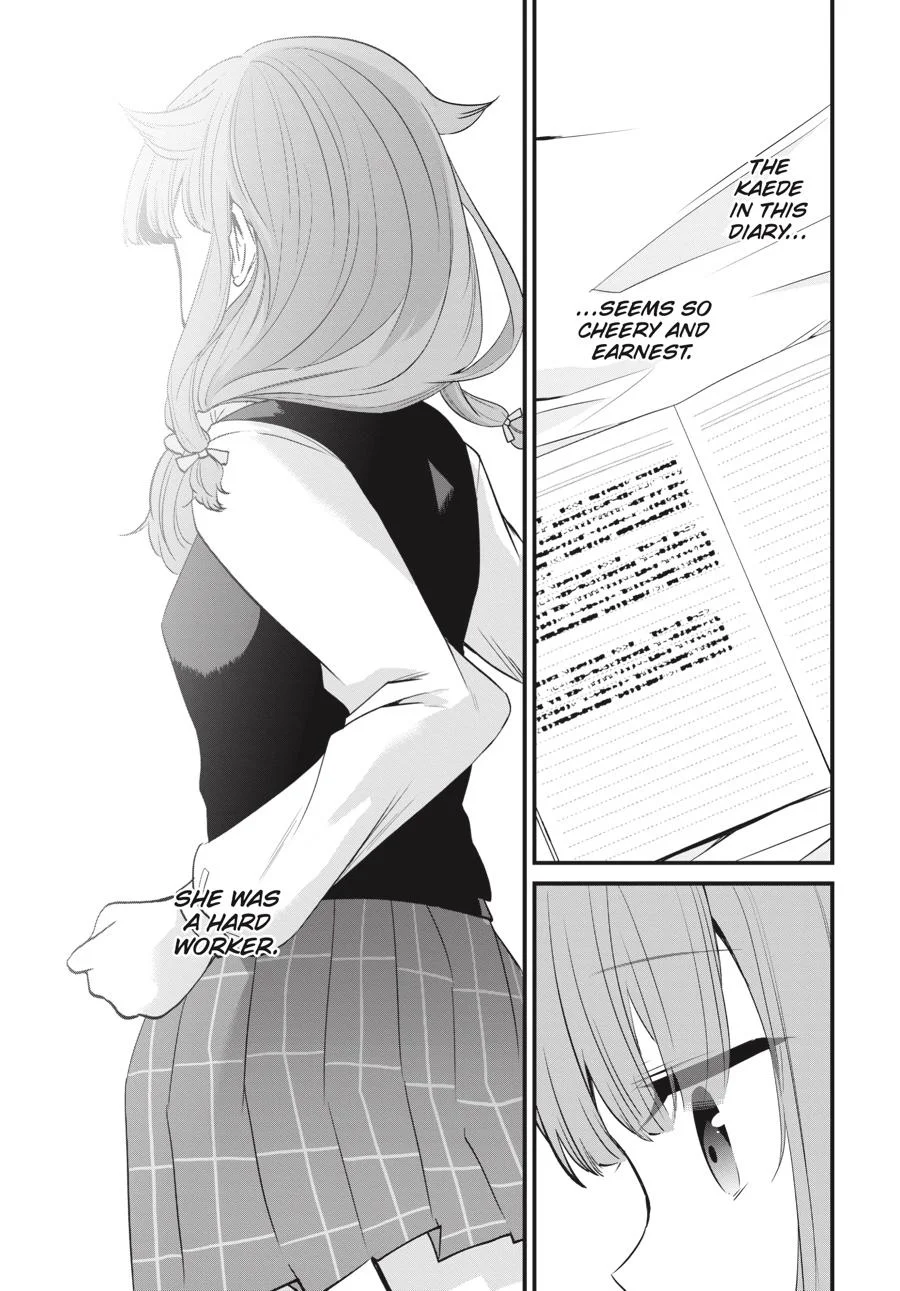 THE
KAEDE
IN THIS
DIARY...
...SEEMS SO
CHEERY AND
EARNEST.
SHE WAS
A HARD
WORKER.